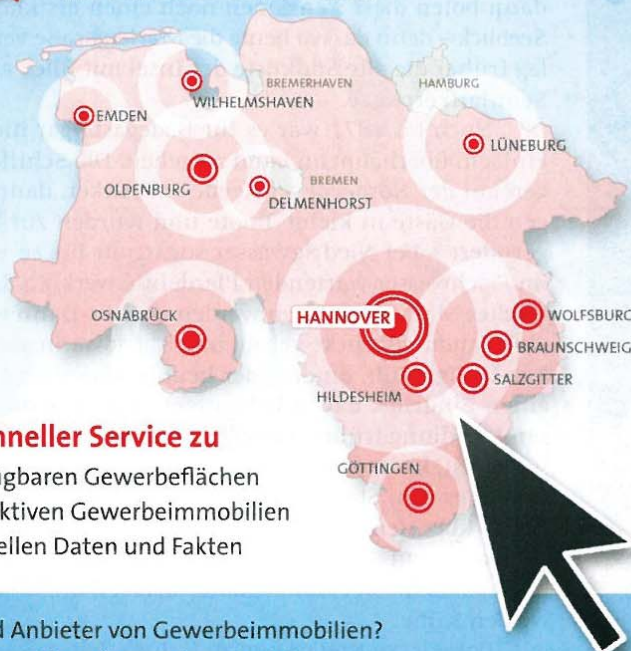 BREMERHAVEN
HAMBURG
WILHELMSHAVEN
EMDEN
LÜNEBURG
OLDENBURG
BREMEN
DELMENHORST
OSNABRÜCK
HANNOVER
WOLFSBURG
BRAUNSCHWEIG
SALZGITTER
HILDESHEIM
GÖTTINGEN
hneller Service zu
gbaren Gewerbeflächen
ktiven Gewerbeimmobilien
ellen Daten und Fakten
d Anbieter von Gewerbeimmobilien?